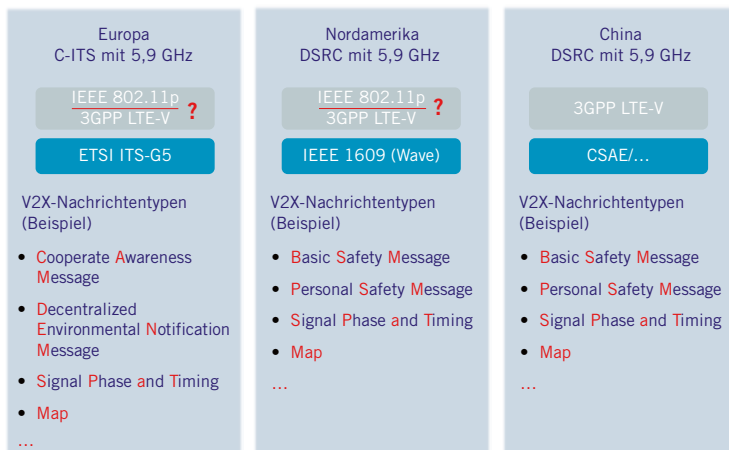 Europa
C-ITS mit 5,9 GHz
IEEE 802.11p
3GPP LTE-V
?
ETSI ITS-G5
V2X-Nachrichtentypen
(Beispiel)
• Cooperate Awareness
Message
• Decentralized
Environmental Notification
Message
• Signal Phase and Timing
• Map
...
Nordamerika
DSRC mit 5,9 GHz
IEEE 802.11p
3GPP LTE-V
?
IEEE 1609 (Wave)
V2X-Nachrichtentypen
(Beispiel)
• Basic Safety Message
• Personal Safety Message
• Signal Phase and Timing
• Map
...
China
DSRC mit 5,9 GHz
3GPP LTE-V
CSAE/...
V2X-Nachrichtentypen
(Beispiel)
• Basic Safety Message
• Personal Safety Message
• Signal Phase and Timing
• Map
...